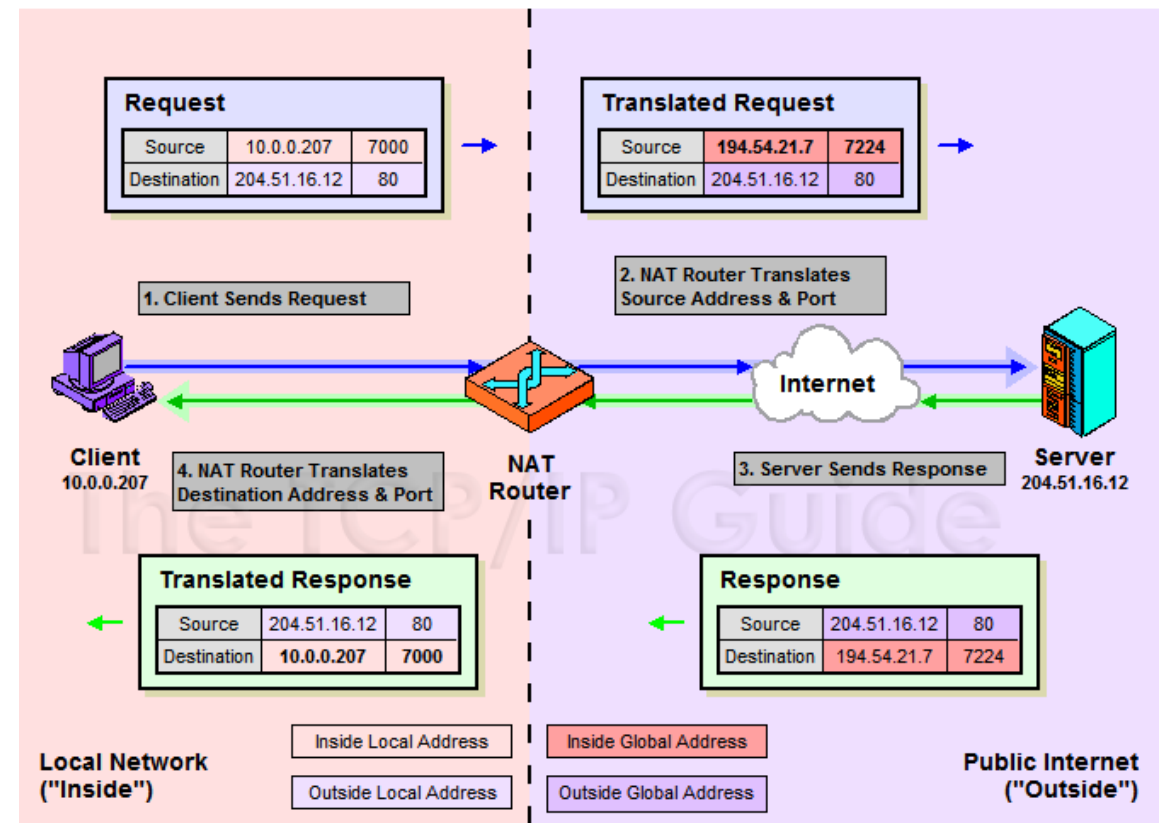 Request
Source 10.0.0.207 7000
Destination 204.51.16.12 80
Translated Request
Source 194.54.21.7 7224
Destination 204.51.16.12 80
1. Client Sends Request
2. NAT Router Translates
Source Address & Port
Internet
Client
10.0.0.207
4. NAT Router Translates
Destination Address & Port
NAT
Router
3. Server Sends Response
Server
204.51.16.12
The TCP/IP Guide
Translated Response
Source 204.51.16.12 80
Destination 10.0.0.207 7000
Response
Source 204.51.16.12 80
Destination 194.54.21.7 7224
Local Network
("Inside")
Inside Local Address
Outside Local Address
Inside Global Address
Outside Global Address
Public Internet
("Outside")